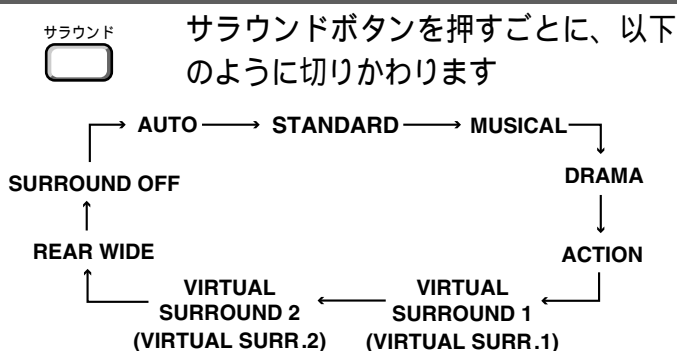 サラウンド
サラウンドボタンを押すごとに、以下
のように切りかわります
AUTO STANDARD MUSICAL
DRAMA
ACTION
VIRTUAL
SURROUND 1
(VIRTUAL SURR.1)
VIRTUAL
SURROUND 2
(VIRTUAL SURR.2)
REAR WIDE
SURROUND OFF